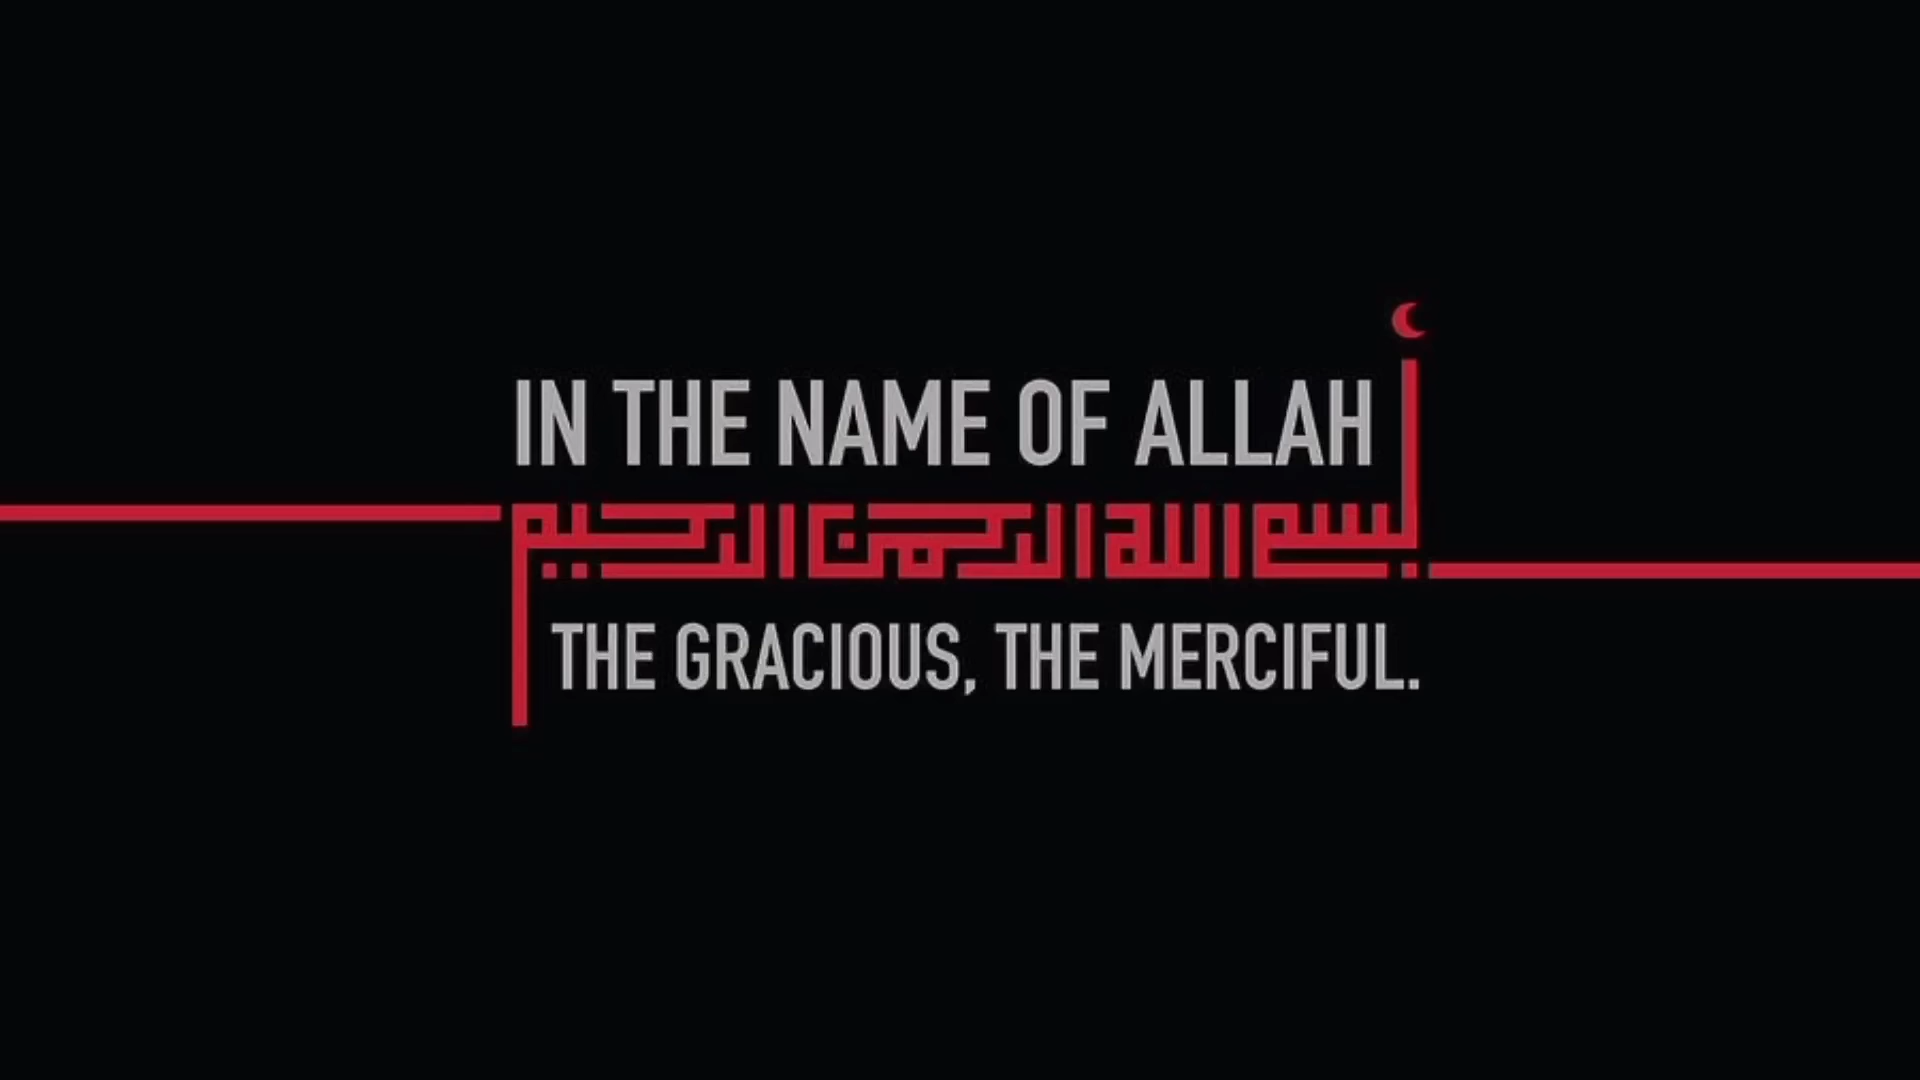 IN THE NAME OF ALLAH
بسم الله الرحمن الرحيم
THE GRACIOUS, THE MERCIFUL.